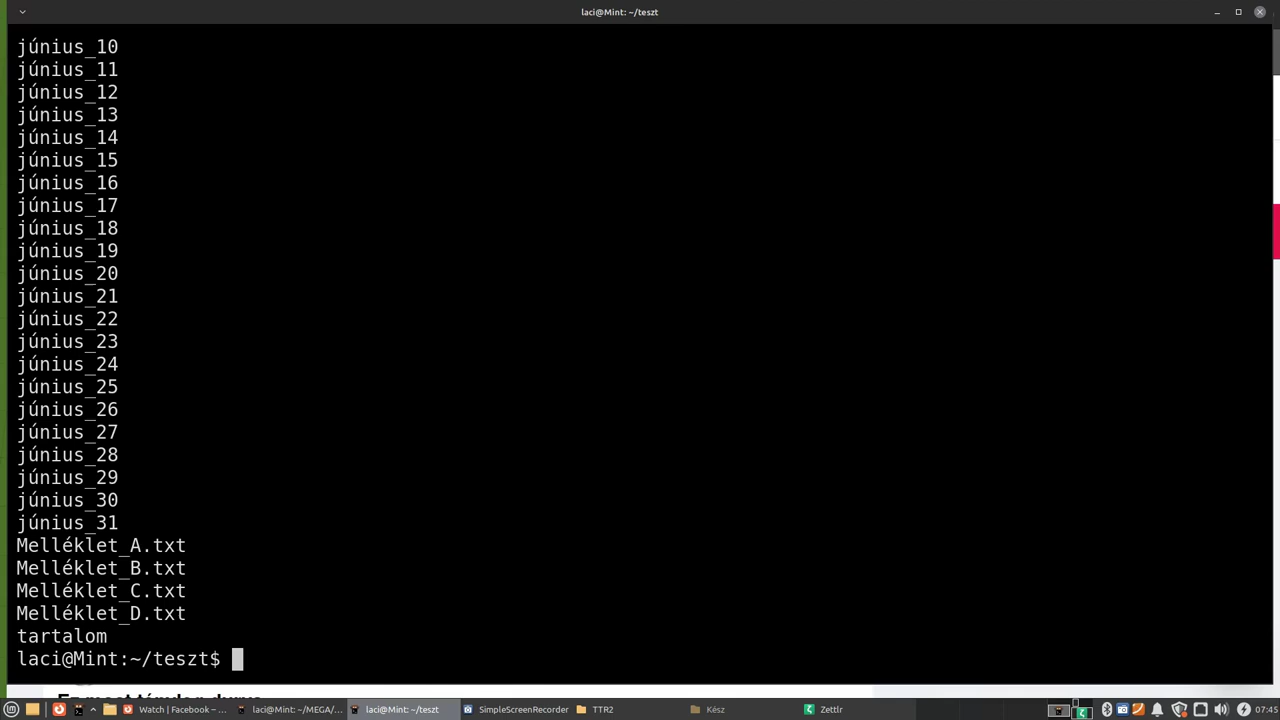 laci@Mint: ~/teszt
június_10
június_11
június_12
június_13
június_14
június_15
június_16
június_17
június_18
június_19
június_20
június_21
június_22
június_23
június_24
június_25
június_26
június_27
június_28
június_29
június_30
június_31
Melléklet_A.txt
Melléklet_B.txt
Melléklet_C.txt
Melléklet_D.txt
tartalom
laci@Mint:~/teszt$
Watch | Facebook – ... laci@Mint: ~/MEGA/... laci@Mint: ~/teszt SimpleScreenRecorder TTR2 Kész Zettlr 07:45